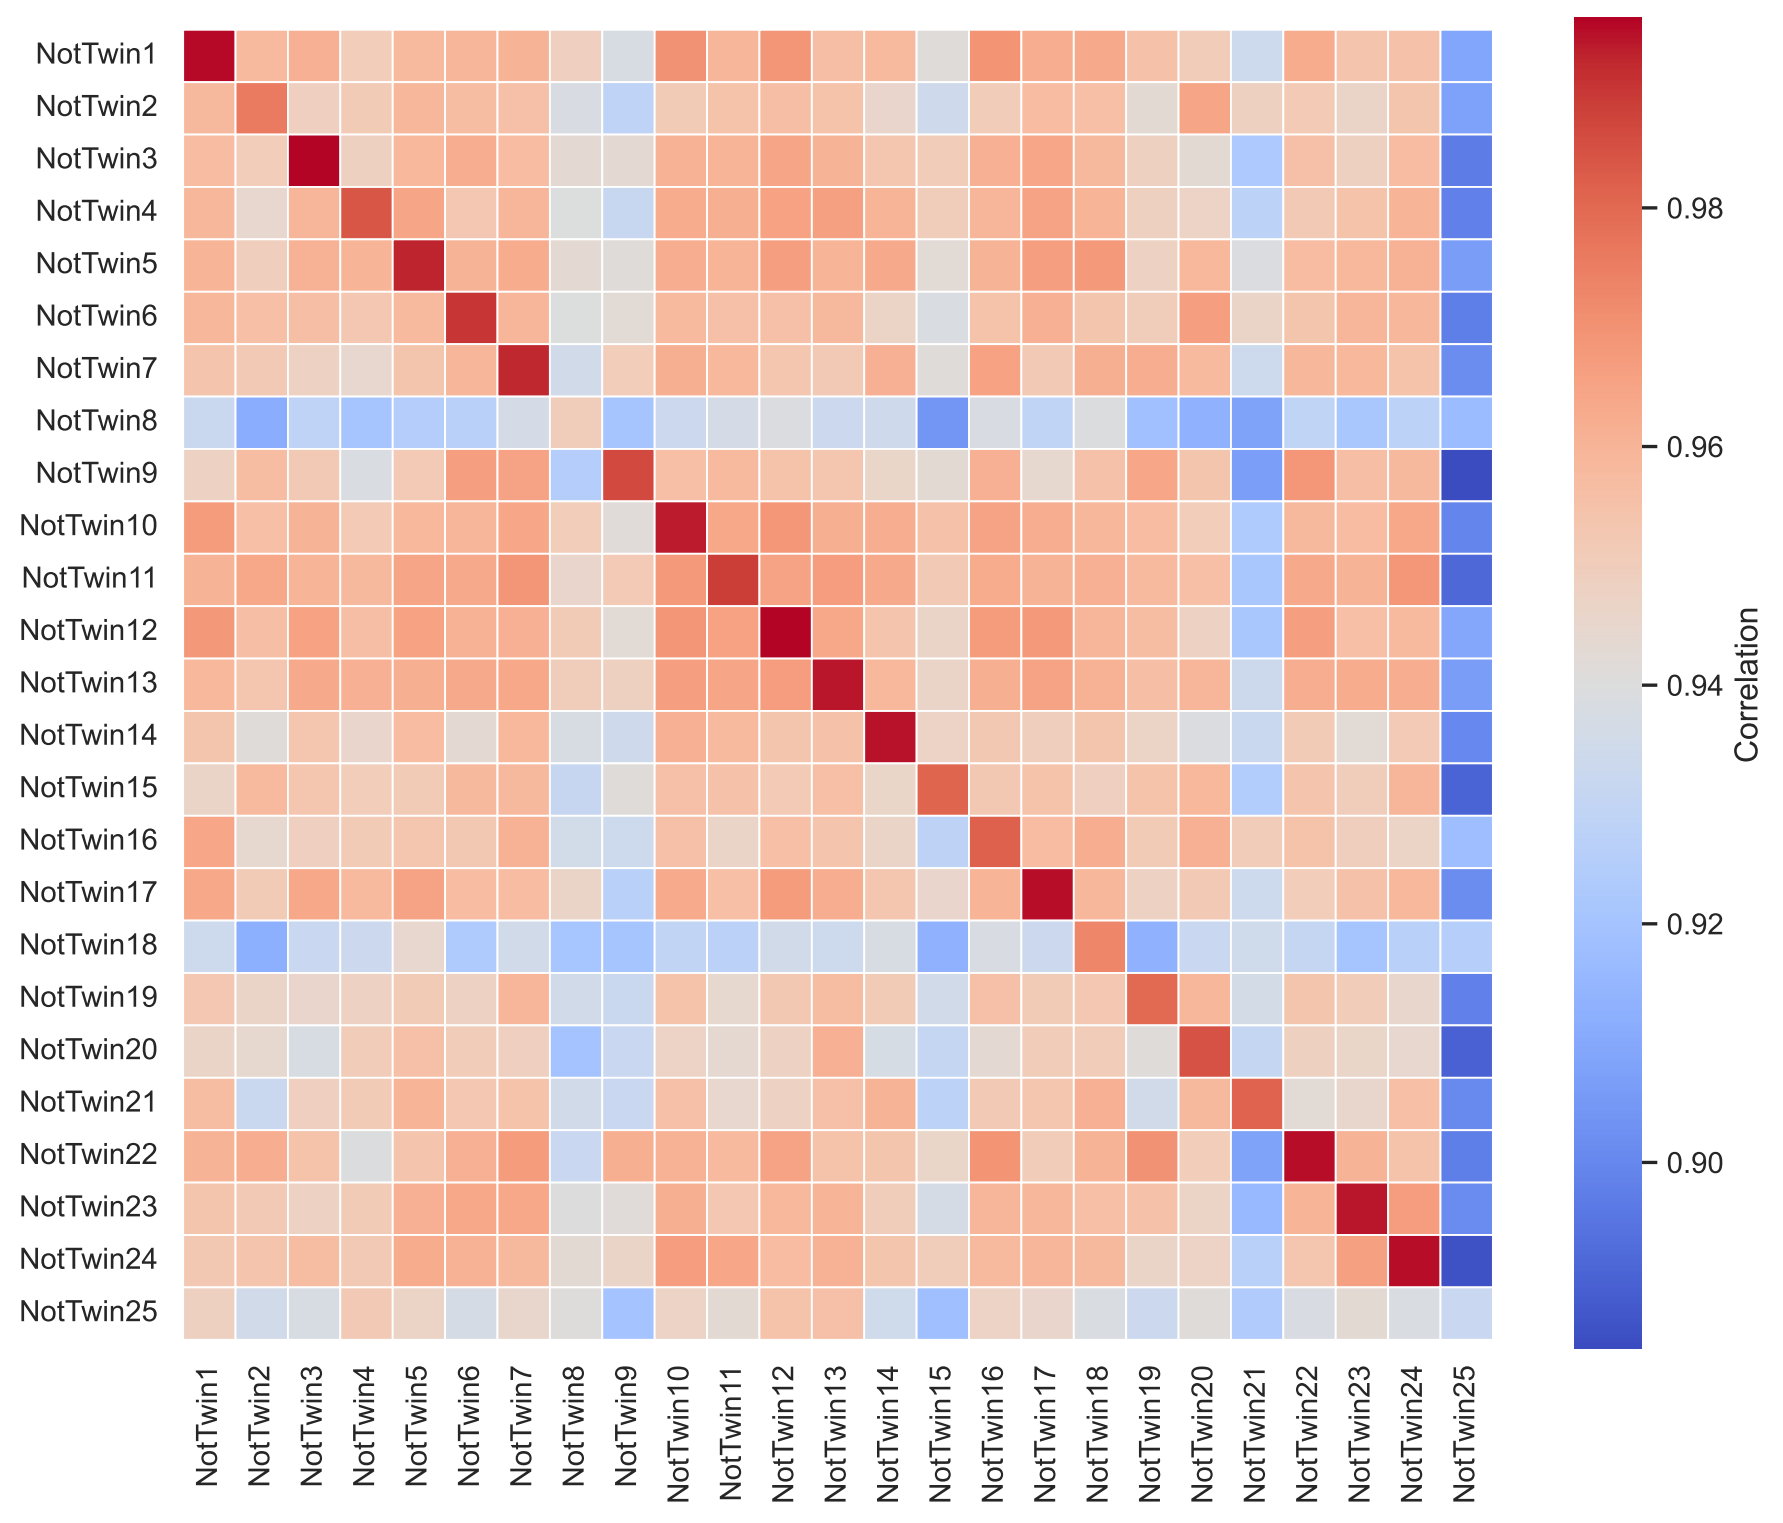 NotTwin1
NotTwin2
NotTwin3
NotTwin4
NotTwin5
NotTwin6
NotTwin7
NotTwin8
NotTwin9
NotTwin10
NotTwin11
NotTwin12
NotTwin13
NotTwin14
NotTwin15
NotTwin16
NotTwin17
NotTwin18
NotTwin19
NotTwin20
NotTwin21
NotTwin22
NotTwin23
NotTwin24
NotTwin25
NotTwin1
NotTwin2
NotTwin3
NotTwin4
NotTwin5
NotTwin6
NotTwin7
NotTwin8
NotTwin9
NotTwin10
NotTwin11
NotTwin12
NotTwin13
NotTwin14
NotTwin15
NotTwin16
NotTwin17
NotTwin18
NotTwin19
NotTwin20
NotTwin21
NotTwin22
NotTwin23
NotTwin24
NotTwin25
0.98
0.96
0.94
0.92
0.90
Correlation